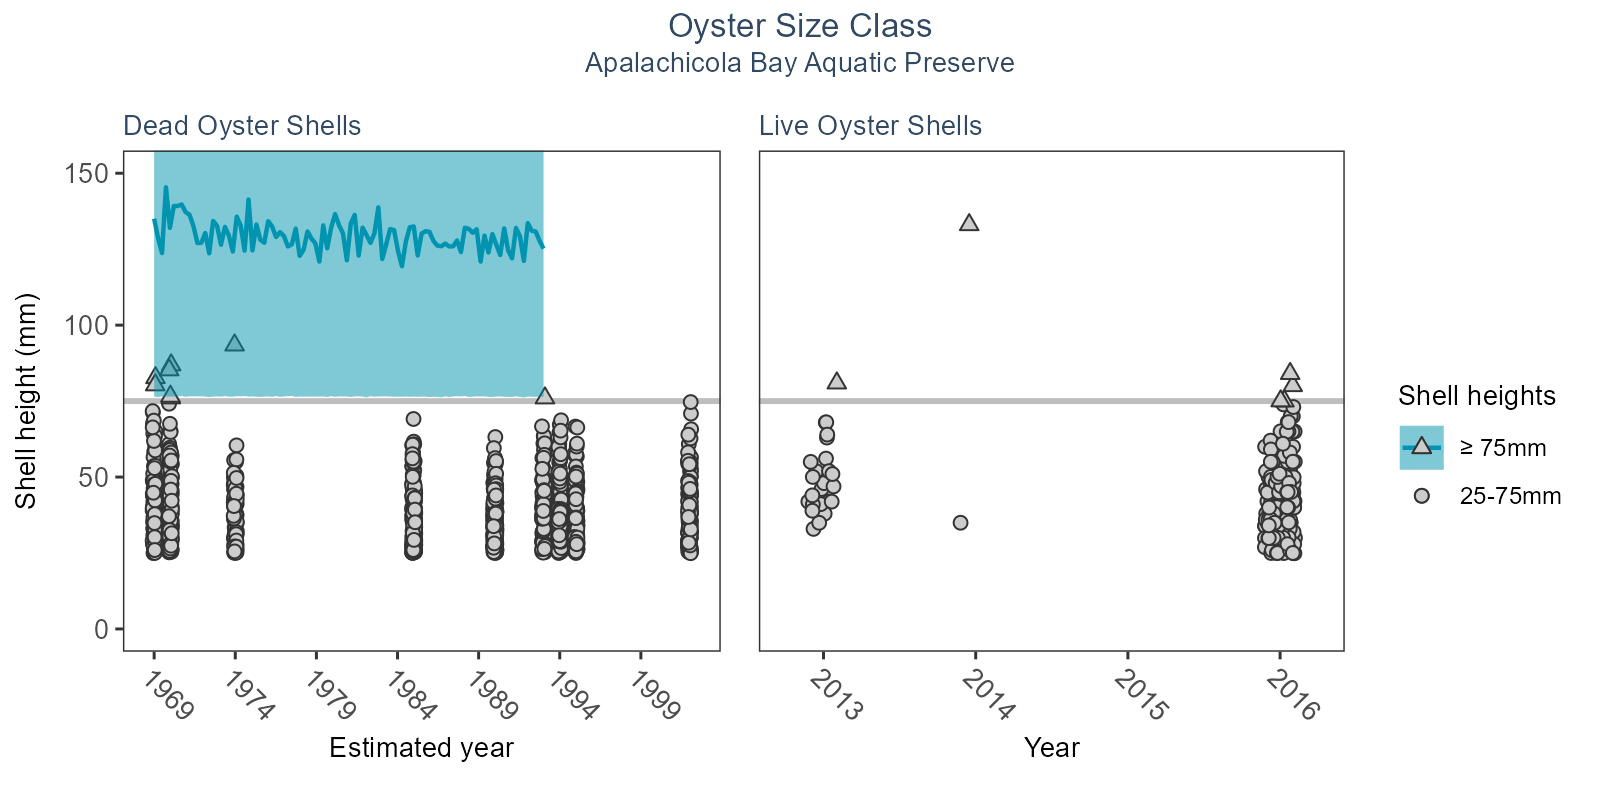 Oyster Size Class
Apalachicola Bay Aquatic Preserve
Dead Oyster Shells
Live Oyster Shells
Shell height (mm)
150
100
50
0
1969
1974
1979
1984
1989
1994
1999
Estimated year
2013
2014
2015
2016
Year
Shell heights
≥ 75mm
25-75mm